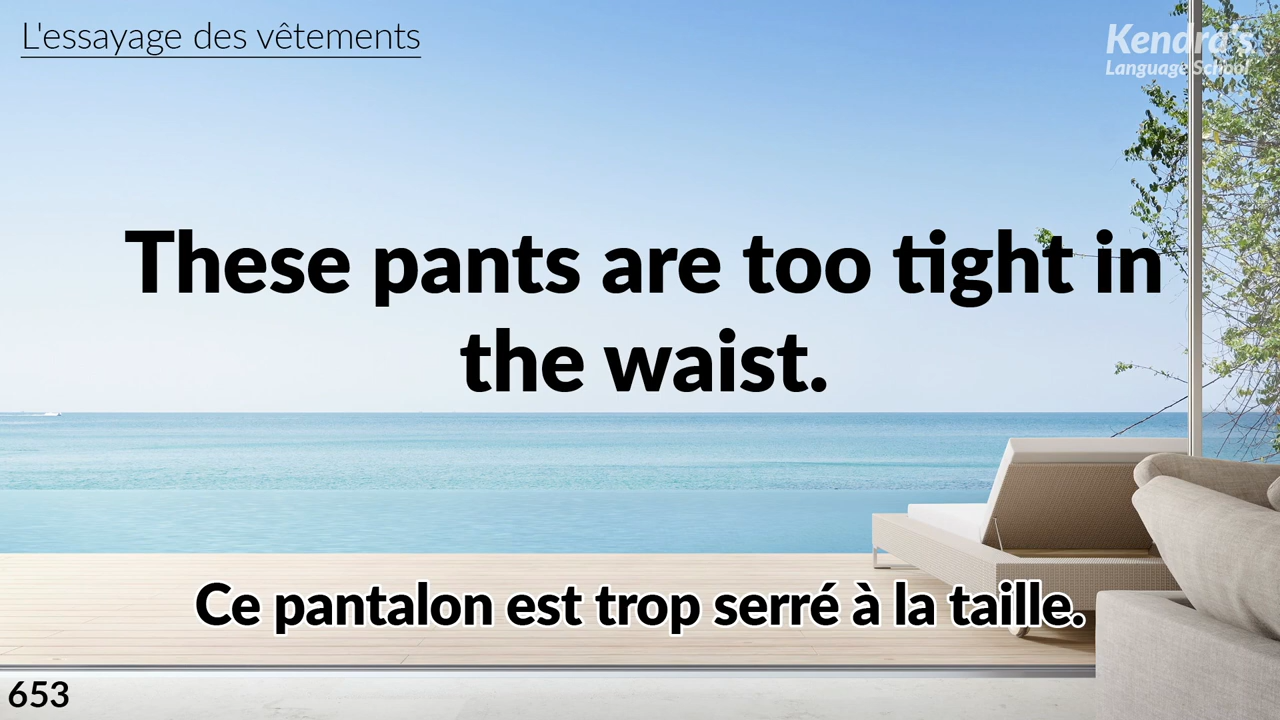 L'essayage des vêtements
Kendra's
Language School
These pants are too tight in
the waist.
Ce pantalon est trop serré à la taille.
653